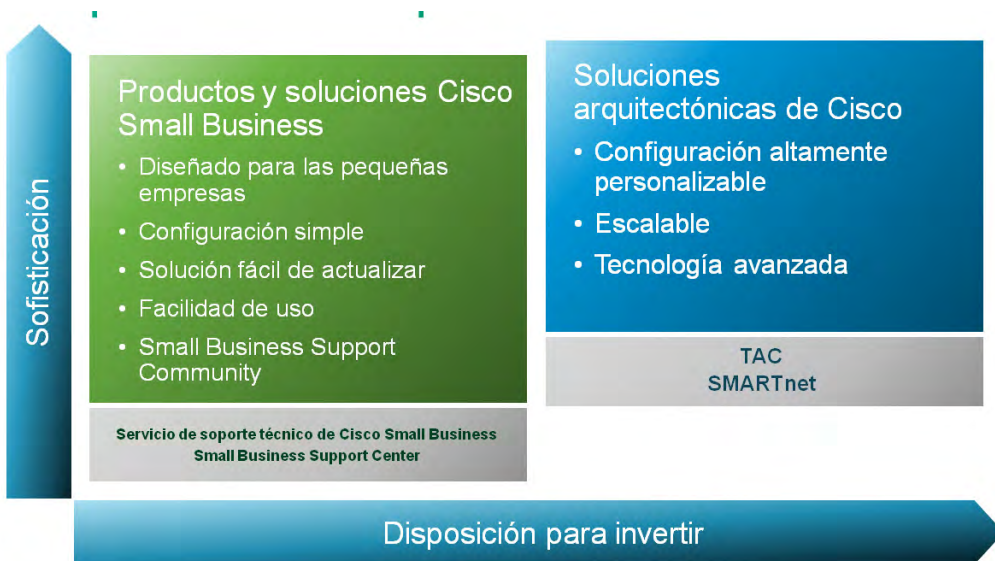 Sofisticación
Productos y soluciones Cisco
Small Business
• Diseñado para las pequeñas
empresas
• Configuración simple
• Solución fácil de actualizar
• Facilidad de uso
• Small Business Support
Community
Servicio de soporte técnico de Cisco Small Business
Small Business Support Center
Soluciones
arquitectónicas de Cisco
• Configuración altamente
personalizable
• Escalable
• Tecnología avanzada
TAC
SMARTnet
Disposición para invertir